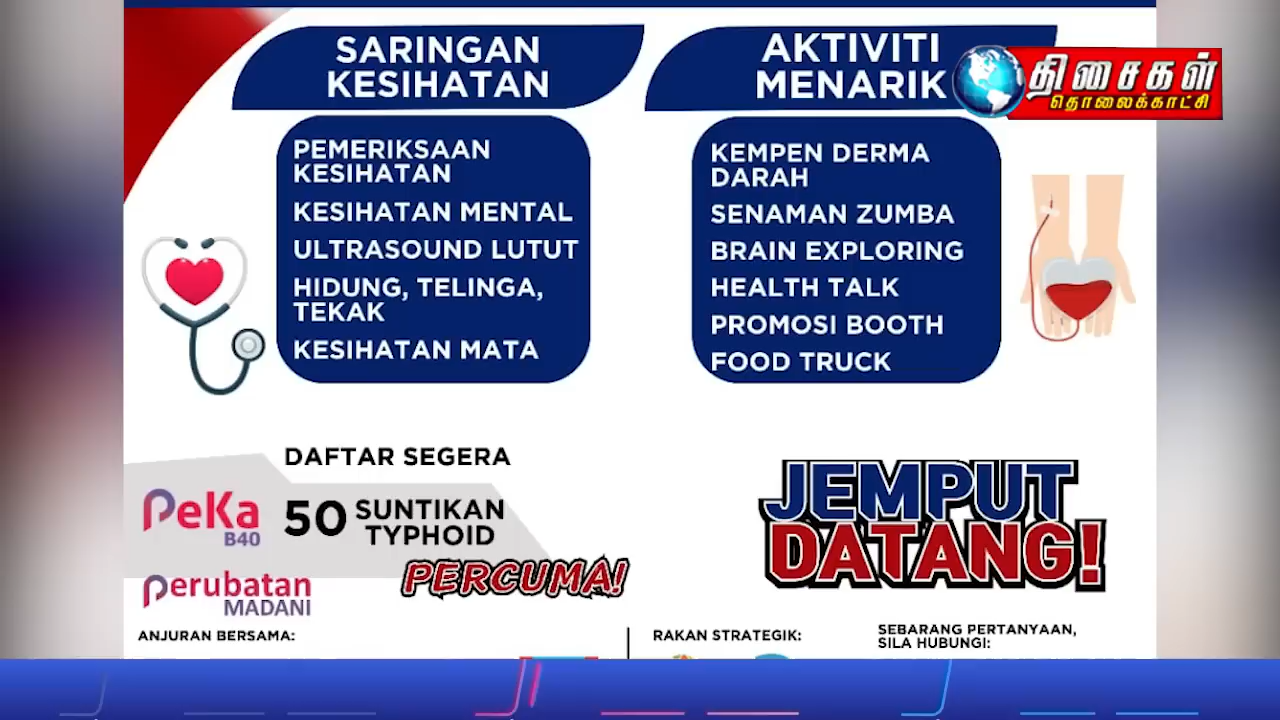 SARINGAN
KESIHATAN
AKTIVITI
MENARIK
திசைகள்
தொலைக்காட்சி
PEMERIKSAAN
KESIHATAN
KESIHATAN MENTAL
ULTRASOUND LUTUT
HIDUNG, TELINGA,
TEKAK
KESIHATAN MATA
KEMPEN DERMA
DARAH
SENAMAN ZUMBA
BRAIN EXPLORING
HEALTH TALK
PROMOSI BOOTH
FOOD TRUCK
DAFTAR SEGERA
PeKa
B40
50 SUNTIKAN
TYPHOID
PERCUMA!
perubatan
MADANI
JEMPUT
DATANG!
ANJURAN BERSAMA:
RAKAN STRATEGIK:
SEBARANG PERTANYAAN,
SILA HUBUNGI: